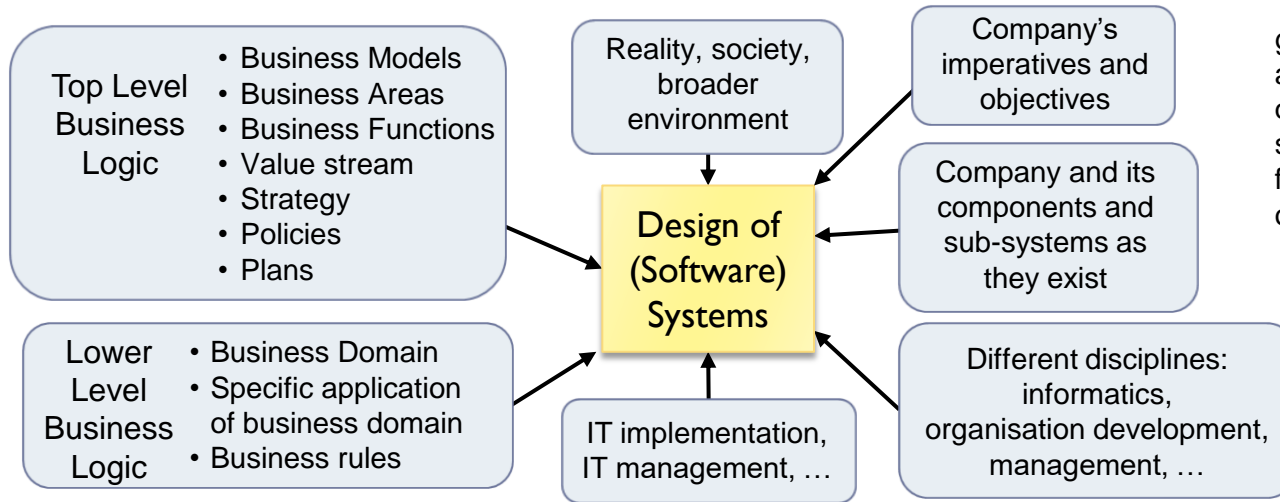 Top Level
Business
Logic
• Business Models
• Business Areas
• Business Functions
• Value stream
• Strategy
• Policies
• Plans
Reality, society,
broader
environment
Company’s
imperatives and
objectives
Company and its
components and
sub-systems as
they exist
Design of
(Software)
Systems
Lower
Level
Business
Logic
• Business Domain
• Specific application
of business domain
• Business rules
IT implementation,
IT management, …
Different disciplines:
informatics,
organisation development,
management, …